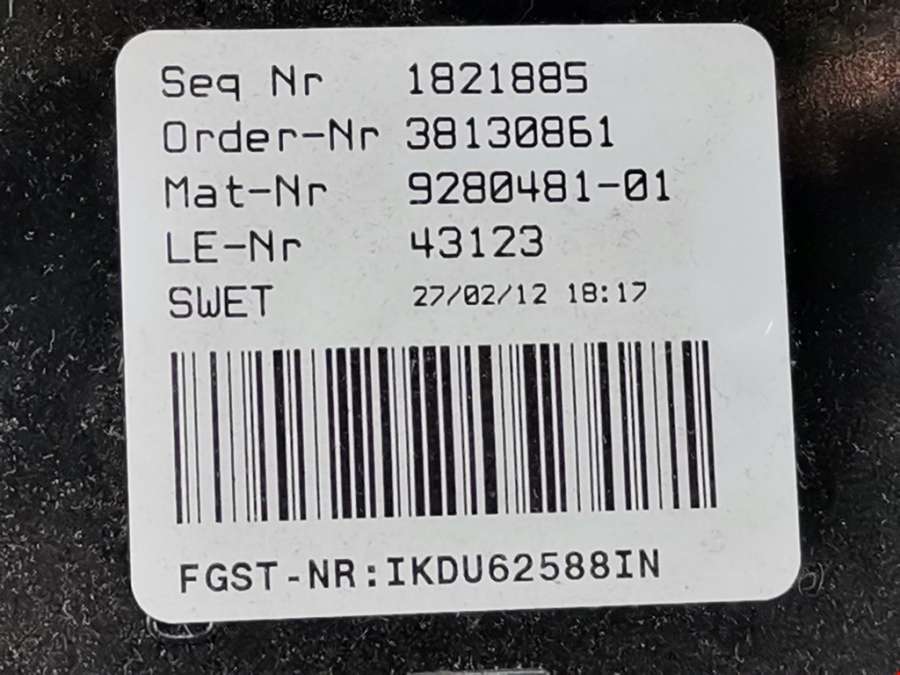 Seq Nr 1821885
Order-Nr 38130861
Mat-Nr 9280481-01
LE-Nr 43123
SWET 27/02/12 18:17
FGST-NR:IKDU62588IN